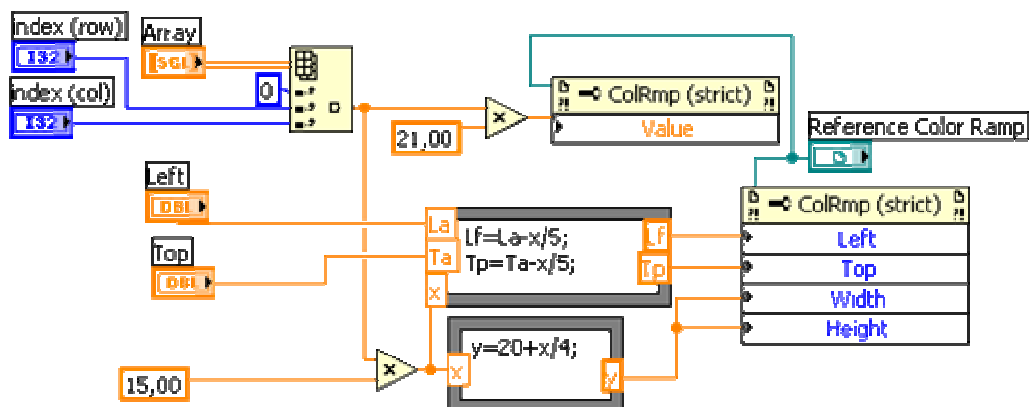 index (row)
I32
Array
[SGL
index (col)
I32
0
×
21,00
ColRmp (strict)
Value
Reference Color Ramp
Left
DBL
Top
DBL
La
Ta
x
Lf=La-x/5;
Tp=Ta-x/5;
Lf
Tp
ColRmp (strict)
Left
Top
Width
Height
×
15,00
x
y=20+x/4;
y